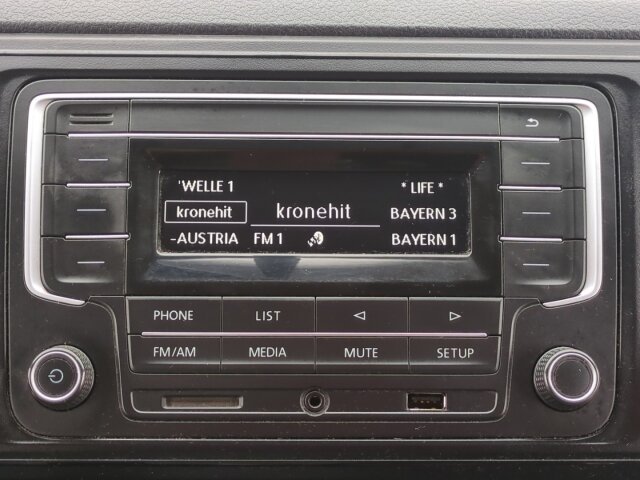 'WELLE 1
* LIFE *
kronehit
kronehit
BAYERN 3
-AUSTRIA
FM 1
BAYERN 1
PHONE
LIST
FM/AM
MEDIA
MUTE
SETUP